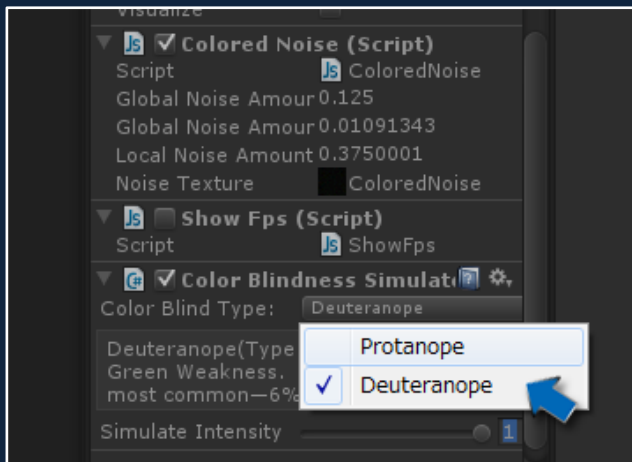 Visualize
Colored Noise (Script)
Script Js ColoredNoise
Global Noise Amour 0.125
Global Noise Amour 0.01091343
Local Noise Amount 0.3750001
Noise Texture ColoredNoise
Show Fps (Script)
Script Js ShowFps
Color Blindness Simulat
Color Blind Type: Deuteranope
Protanope
Deuteranope
Deuteranope(Type
Green Weakness.
most common—6%
Simulate Intensity 1